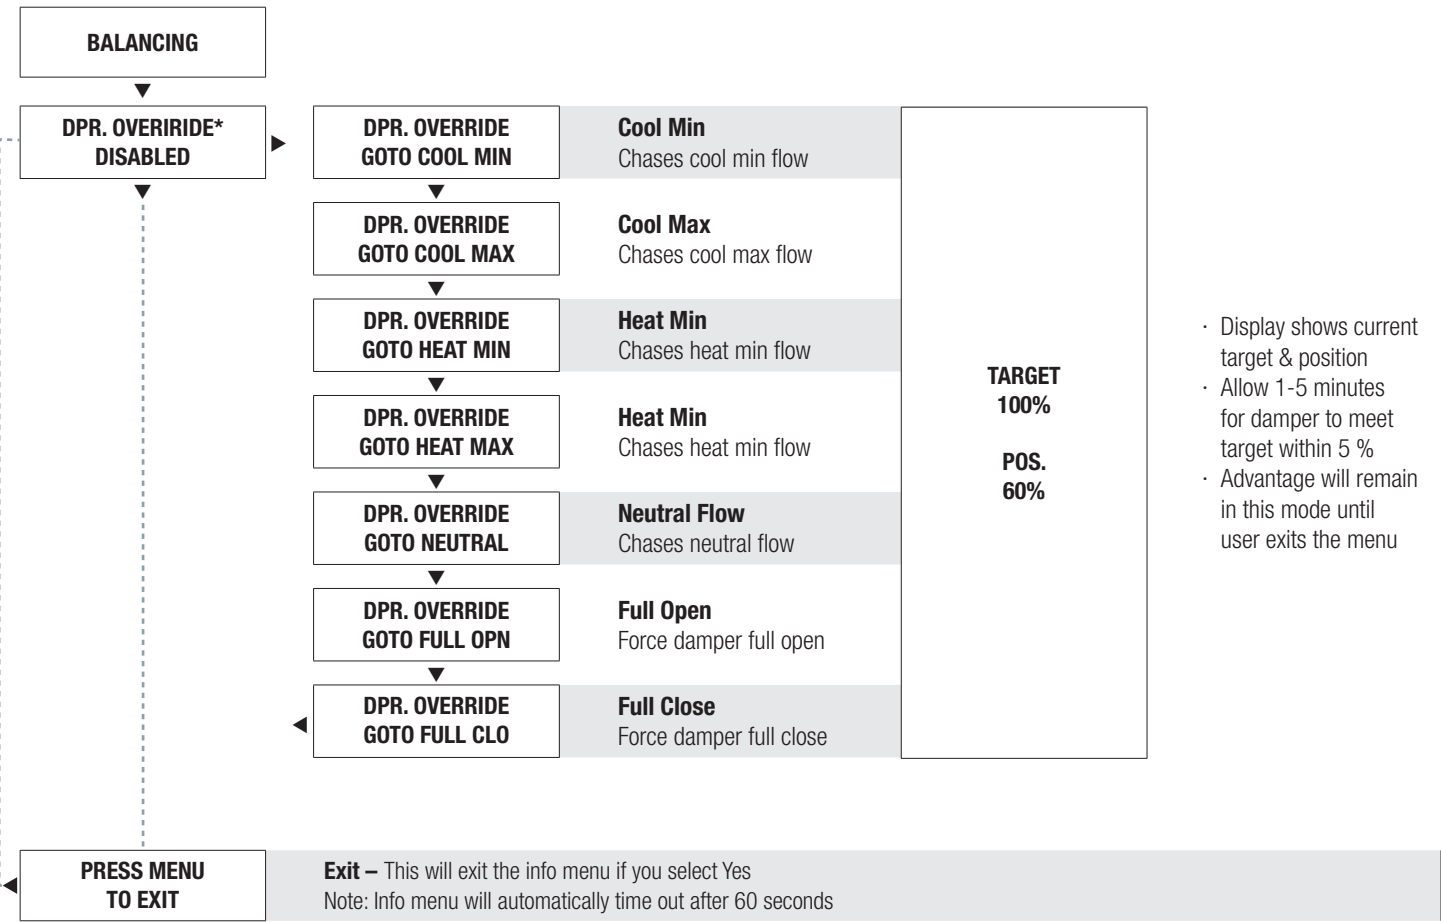 BALANCING
DPR. OVERIRIDE*
DISABLED
DPR. OVERRIDE
GOTO COOL MIN
Cool Min
Chases cool min flow
DPR. OVERRIDE
GOTO COOL MAX
Cool Max
Chases cool max flow
DPR. OVERRIDE
GOTO HEAT MIN
Heat Min
Chases heat min flow
DPR. OVERRIDE
GOTO HEAT MAX
Heat Min
Chases heat min flow
DPR. OVERRIDE
GOTO NEUTRAL
Neutral Flow
Chases neutral flow
DPR. OVERRIDE
GOTO FULL OPN
Full Open
Force damper full open
DPR. OVERRIDE
GOTO FULL CLO
Full Close
Force damper full close
TARGET
100%
POS.
60%
· Display shows current
target & position
· Allow 1-5 minutes
for damper to meet
target within 5 %
· Advantage will remain
in this mode until
user exits the menu
PRESS MENU
TO EXIT
Exit – This will exit the info menu if you select Yes
Note: Info menu will automatically time out after 60 seconds